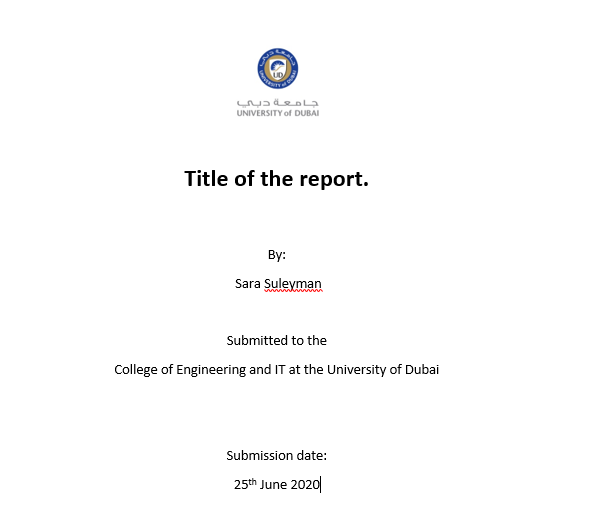 UD
جامعة دبي
UNIVERSITY of DUBAI
Title of the report.
By:
Sara Suleyman
Submitted to the
College of Engineering and IT at the University of Dubai
Submission date:
25th June 2020